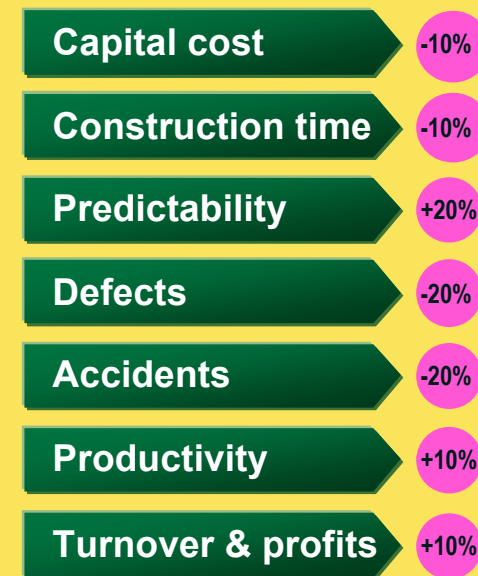 Capital cost -10%
Construction time -10%
Predictability +20%
Defects -20%
Accidents -20%
Productivity +10%
Turnover & profits +10%